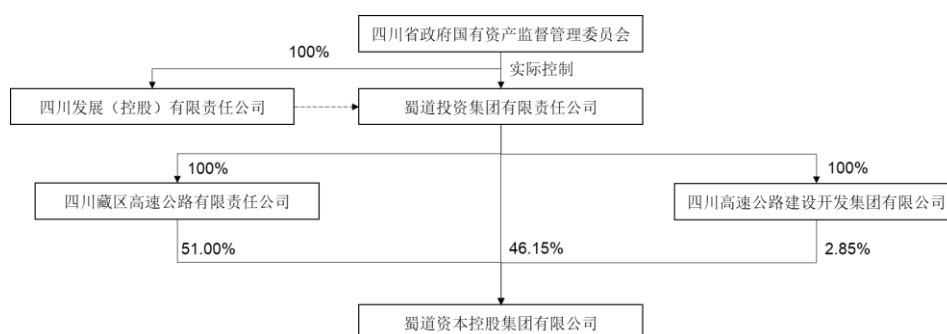 四川省政府国有资产监督管理委员会
100%
实际控制
四川发展（控股）有限责任公司
蜀道投资集团有限责任公司
100%
100%
四川藏区高速公路有限责任公司
四川高速公路建设开发集团有限公司
51.00%
46.15%
2.85%
蜀道资本控股集团有限公司